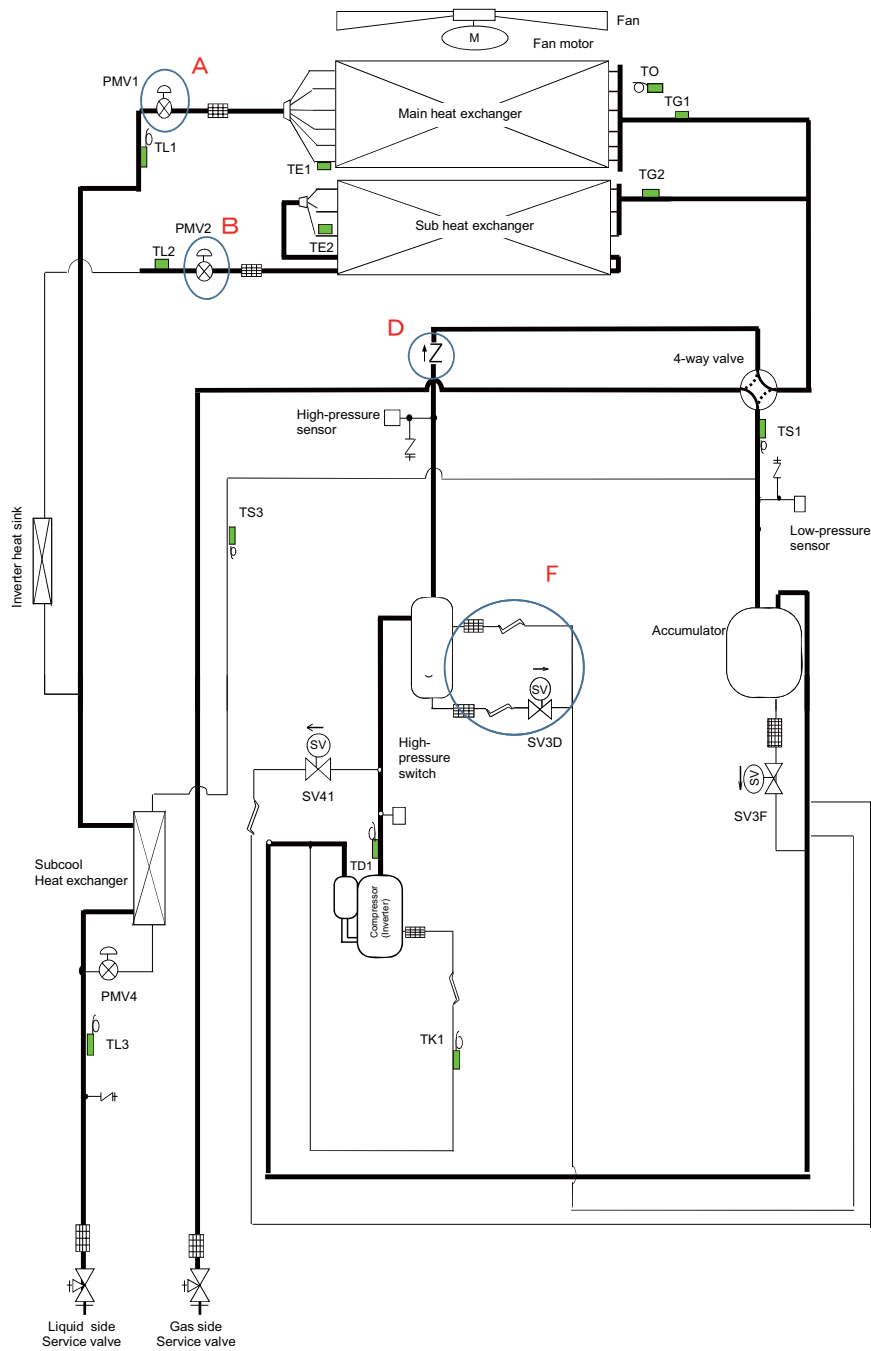 Fan
M
Fan motor
A
PMV1
TO
TG1
Main heat exchanger
TL1
TE1
TG2
B
PMV2
Sub heat exchanger
TE2
TL2
D
4-way valve
High-pressure
sensor
TS1
TS3
Low-pressure
sensor
Inverter heat sink
F
Accumulator
SV
SV3D
High-
pressure
switch
SV
SV41
SV
SV3F
Subcool
Heat exchanger
TD1
Compressor
(Inverter)
PMV4
TL3
TK1
Liquid side
Service valve
Gas side
Service valve